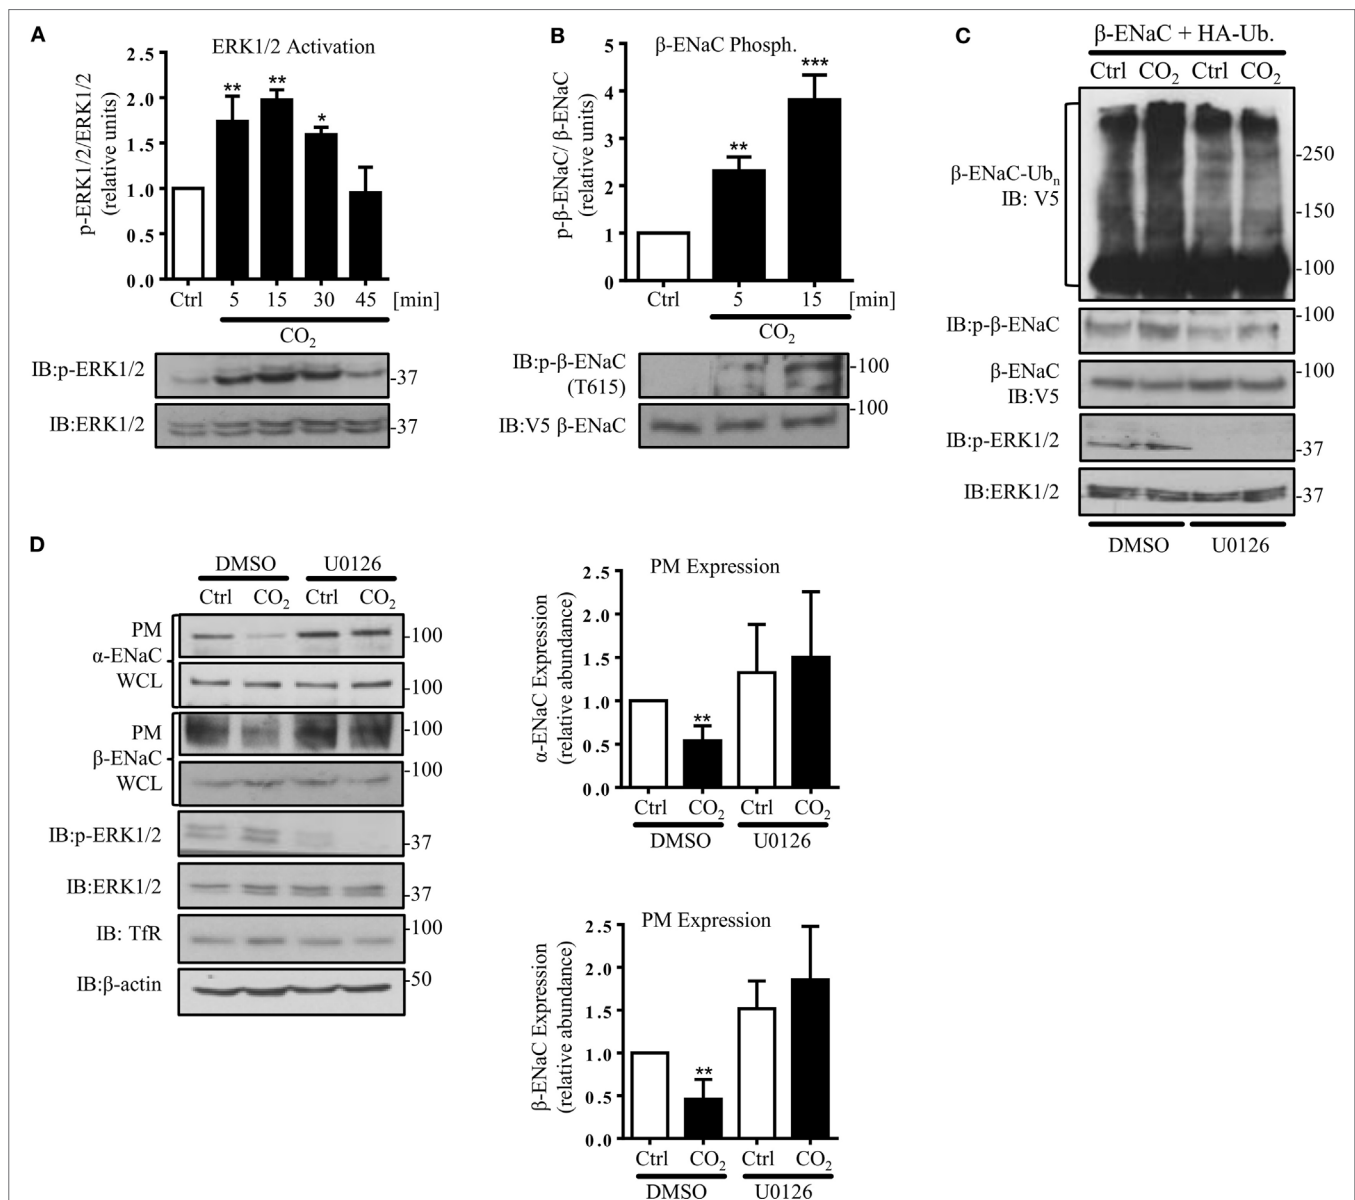 A
ERK1/2 Activation
p-ERK1/2/ERK1/2
(relative units)
2.5
2.0
1.5
1.0
0.5
0.0
**
**
*
Ctrl 5 15 30 45 [min]
CO2
IB:p-ERK1/2
-37
IB:ERK1/2
-37
B
β-ENaC Phosph.
p-β-ENaC/ β-ENaC
(relative units)
5
4
3
2
1
0
**
***
Ctrl 5 15 [min]
CO2
IB:p-β-ENaC
(T615)
-100
IB:V5 β-ENaC
-100
C
β-ENaC + HA-Ub.
Ctrl CO2 Ctrl CO2
β-ENaC-Ubn
IB: V5
-250
-150
-100
IB:p-β-ENaC
-100
β-ENaC
IB:V5
-100
IB:p-ERK1/2
-37
IB:ERK1/2
-37
DMSO U0126
D
DMSO U0126
Ctrl CO2 Ctrl CO2
PM
α-ENaC
WCL
-100
-100
PM
β-ENaC
WCL
-100
-100
IB:p-ERK1/2
-37
IB:ERK1/2
-37
IB: TfR
-100
IB:β-actin
-50
PM Expression
α-ENaC Expression
(relative abundance)
2.5
2.0
1.5
1.0
0.5
0.0
**
Ctrl CO2 Ctrl CO2
DMSO U0126
PM Expression
β-ENaC Expression
(relative abundance)
2.5
2.0
1.5
1.0
0.5
0.0
**
Ctrl CO2 Ctrl CO2
DMSO U0126